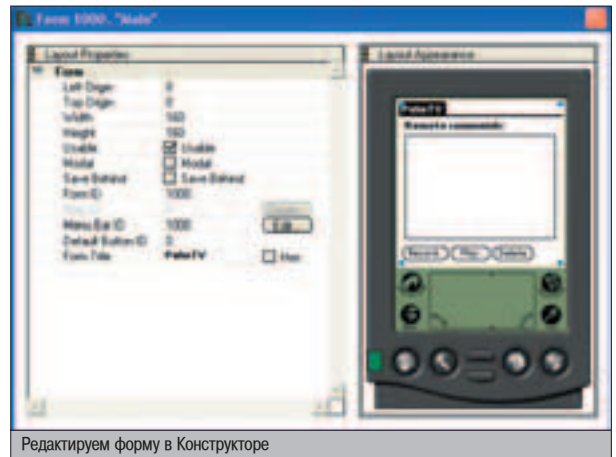 Form 1000. "Main"
Layout Properties
Layout Appearance
Form
Left Origin 0
Top Origin 0
Width 160
Height 160
Usable Usable
Modal Modal
Save Behind Save Behind
Form ID 1000
Menu Bar ID 1000 Edit...
Default Button ID 0
Form Title PalmTV Hex
PalmTV
Remote commands:
Record Play Delete
Редактируем форму в Конструкторе